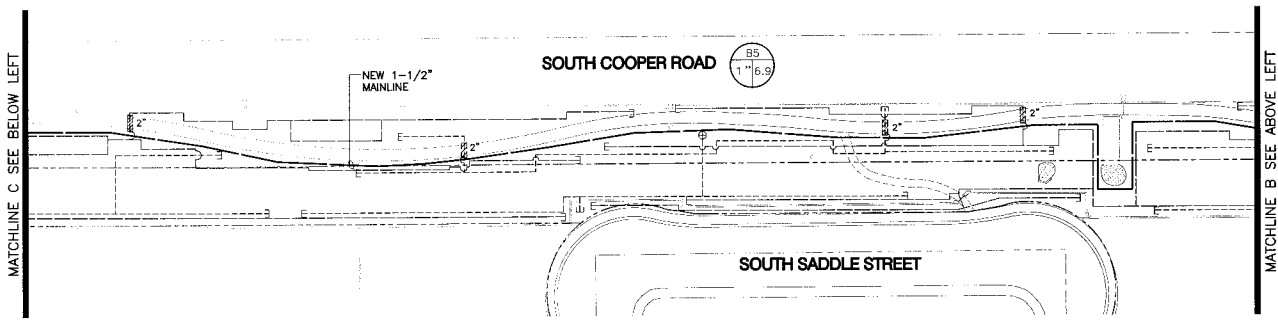 MATCHLINE C SEE BELOW LEFT
SOUTH COOPER ROAD
B5
1" 6.9
NEW 1-1/2"
MAINLINE
2"
2"
2"
2"
SOUTH SADDLE STREET
MATCHLINE B SEE ABOVE LEFT